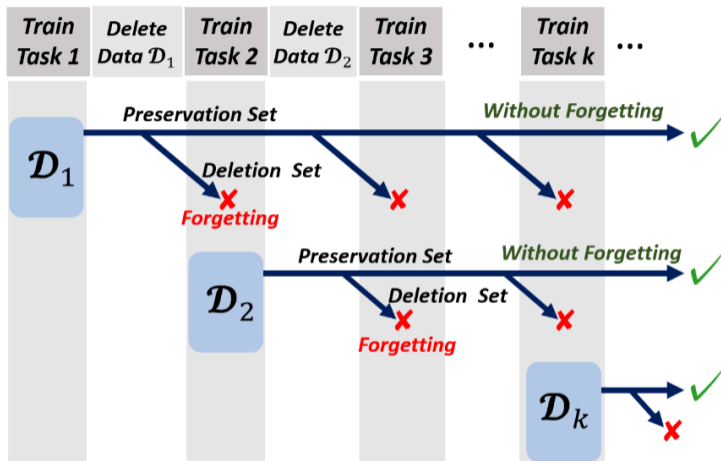 Train Task 1
Delete Data 𝒟₁
Train Task 2
Delete Data 𝒟₂
Train Task 3
...
Train Task k
...
Preservation Set
Without Forgetting
𝓓₁
Deletion Set
Forgetting
Preservation Set
Without Forgetting
𝓓₂
Deletion Set
Forgetting
𝓓ₖ